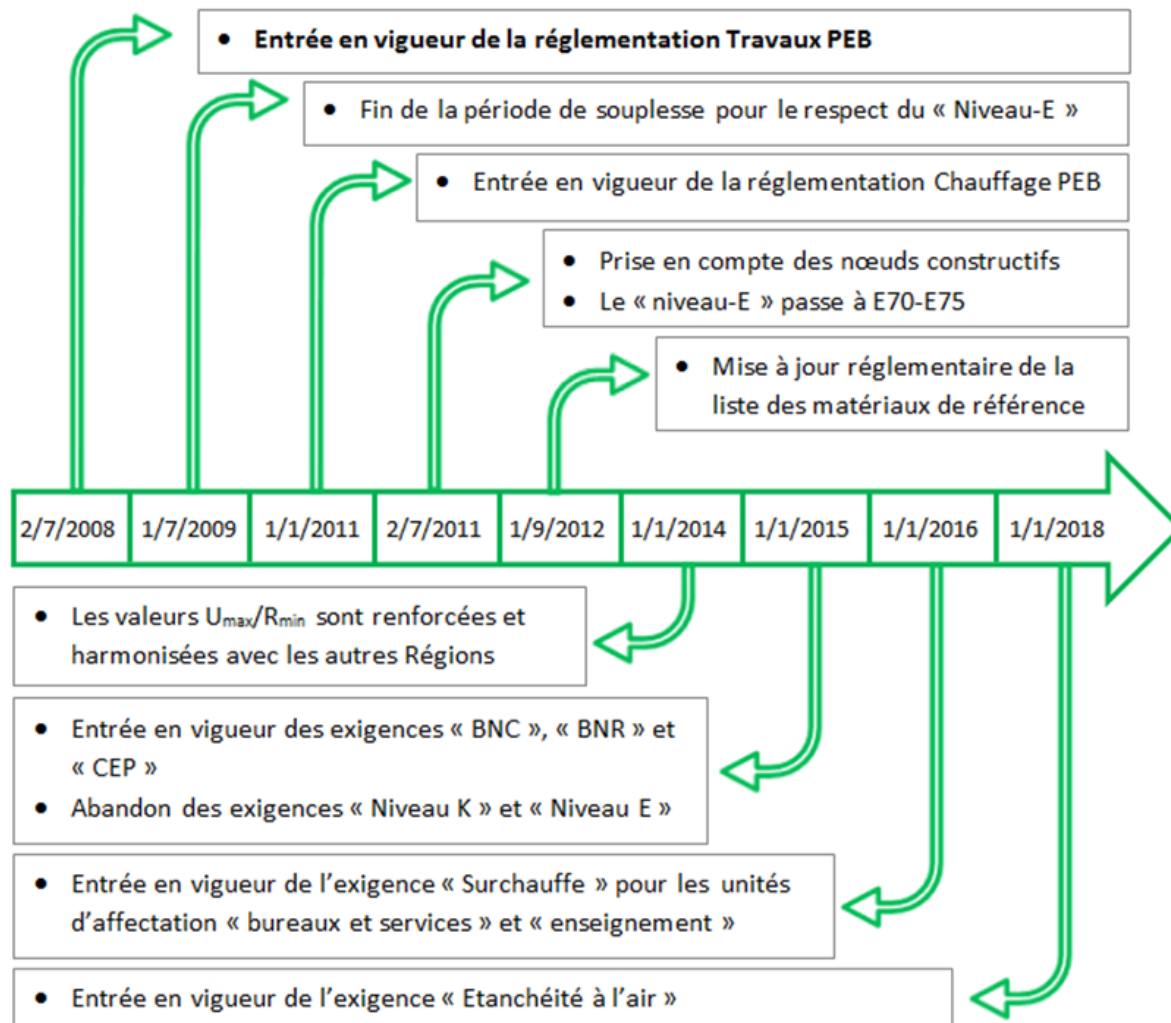 • Entrée en vigueur de la réglementation Travaux PEB
• Fin de la période de souplesse pour le respect du « Niveau-E »
• Entrée en vigueur de la réglementation Chauffage PEB
• Prise en compte des nœuds constructifs
• Le « niveau-E » passe à E70-E75
• Mise à jour réglementaire de la
liste des matériaux de référence
2/7/2008 1/7/2009 1/1/2011 2/7/2011 1/9/2012 1/1/2014 1/1/2015 1/1/2016 1/1/2018
• Les valeurs Umax/Rmin sont renforcées et
harmonisées avec les autres Régions
• Entrée en vigueur des exigences « BNC », « BNR » et
« CEP »
• Abandon des exigences « Niveau K » et « Niveau E »
• Entrée en vigueur de l’exigence « Surchauffe » pour les unités
d’affectation « bureaux et services » et « enseignement »
• Entrée en vigueur de l’exigence « Etanchéité à l’air »